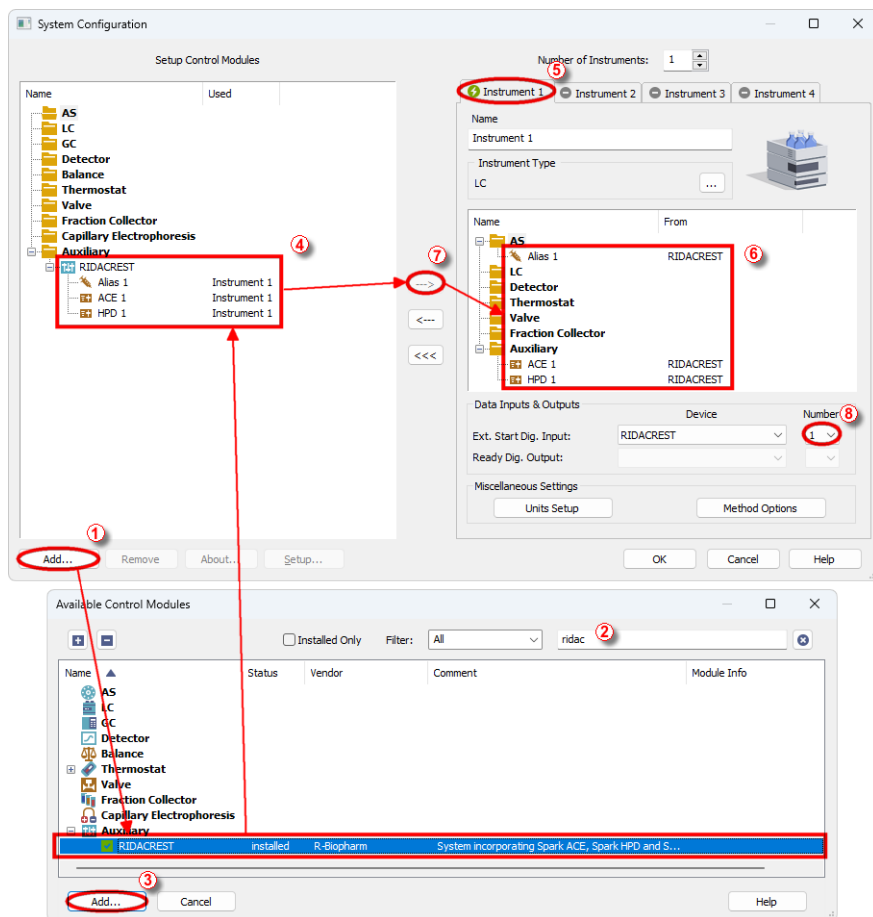 System Configuration
Setup Control Modules
Number of Instruments: 1
5
Name Used
AS
LC
GC
Detector
Balance
Thermostat
Valve
Fraction Collector
Capillary Electrophoresis
Auxiliary
4
RIDACREST
Alias 1 Instrument 1
ACE 1 Instrument 1
HPD 1 Instrument 1
7
--->
<---
<<<
Instrument 1 Instrument 2 Instrument 3 Instrument 4
Name
Instrument 1
Instrument Type
LC ...
Name From
AS
6
Alias 1 RIDACREST
LC
Detector
Thermostat
Valve
Fraction Collector
Auxiliary
ACE 1 RIDACREST
HPD 1 RIDACREST
Data Inputs & Outputs
Device Number
8
Ext. Start Dig. Input: RIDACREST 1
Ready Dig. Output:
Miscellaneous Settings
Units Setup Method Options
1
Add... Remove About... Setup...
OK Cancel Help
Available Control Modules
Installed Only Filter: All ridac
2
Name Status Vendor Comment Module Info
AS
LC
GC
Detector
Balance
Thermostat
Valve
Fraction Collector
Capillary Electrophoresis
Auxiliary
RIDACREST installed R-Biopharm System incorporating Spark ACE, Spark HPD and S...
3
Add... Cancel Help